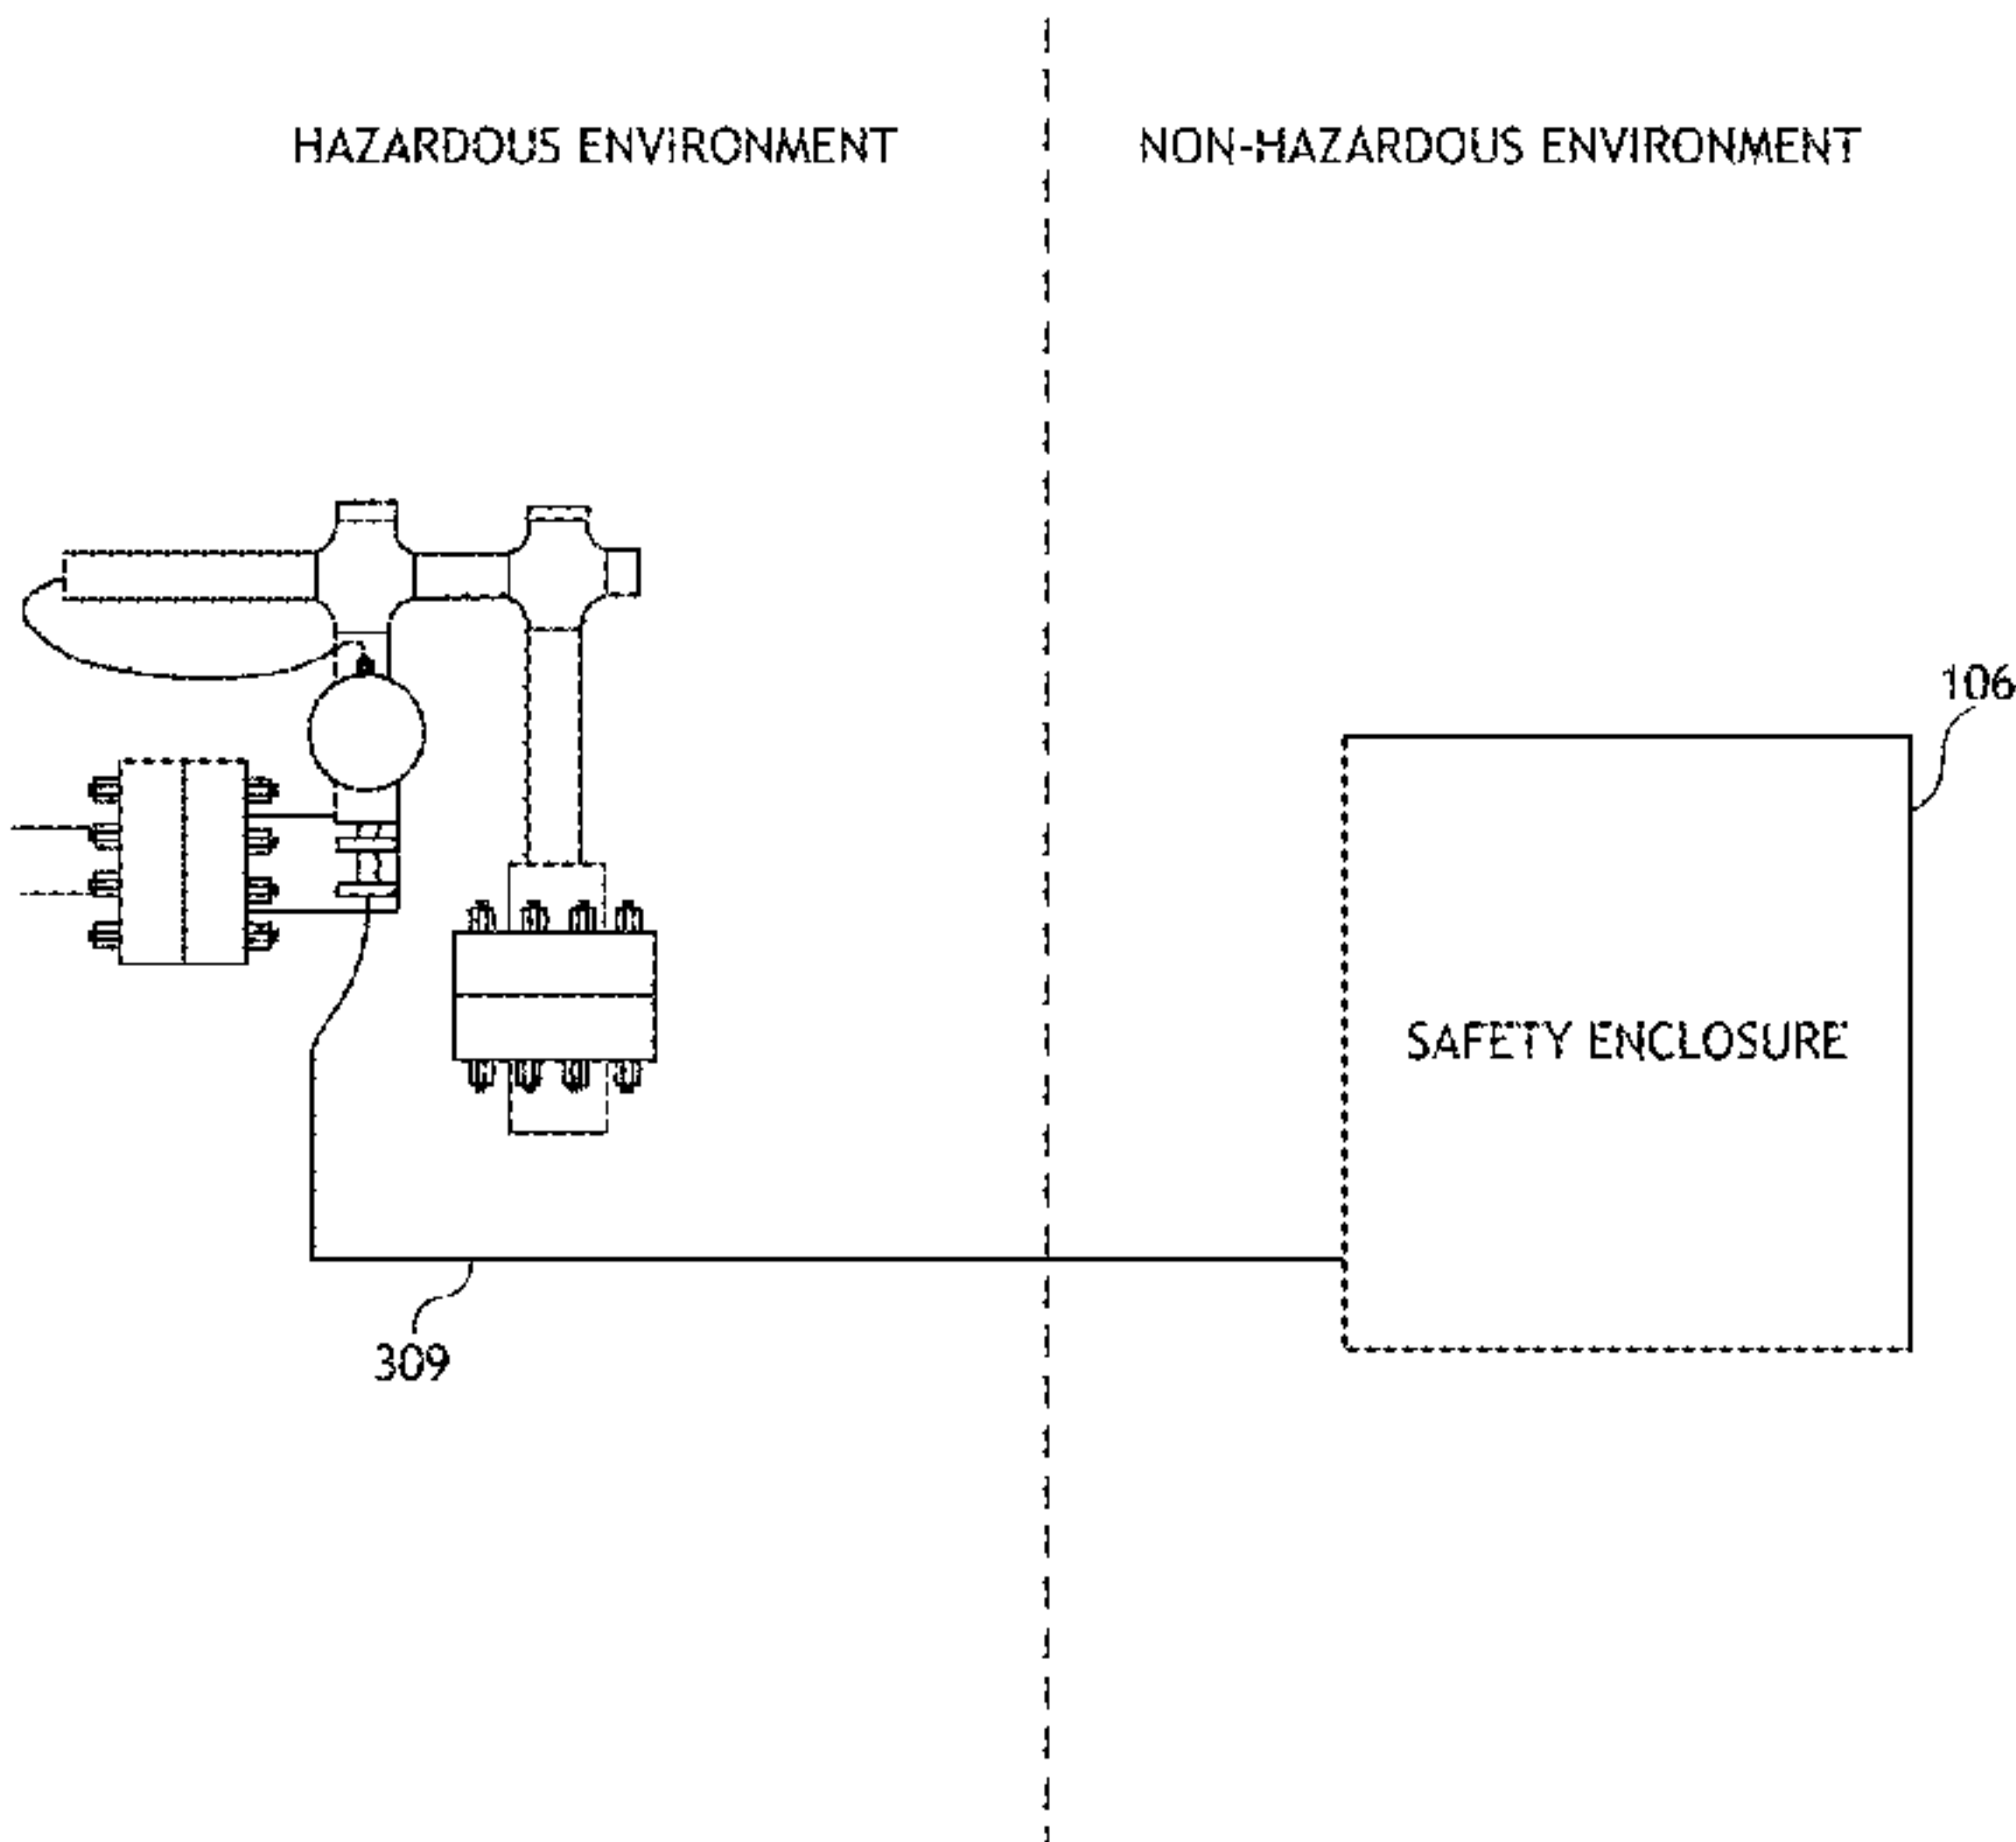 HAZARDOUS ENVIRONMENT
NON-HAZARDOUS ENVIRONMENT
106
SAFETY ENCLOSURE
309